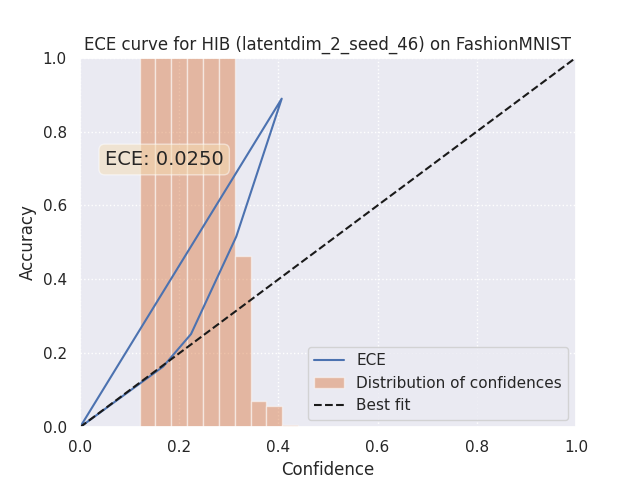 ECE curve for HIB (latentdim_2_seed_46) on FashionMNIST
1.0
0.8
ECE: 0.0250
0.6
Accuracy
0.4
0.2
0.0
ECE
Distribution of confidences
Best fit
0.0 0.2 0.4 0.6 0.8 1.0
Confidence